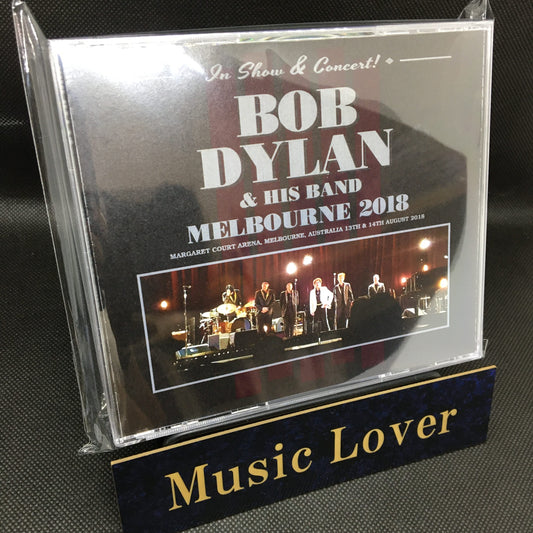 In Show & Concert!
BOB
DYLAN
& HIS BAND
MELBOURNE 2018
MARGARET COURT ARENA, MELBOURNE, AUSTRALIA 13TH & 14TH AUGUST 2018
Music Lover